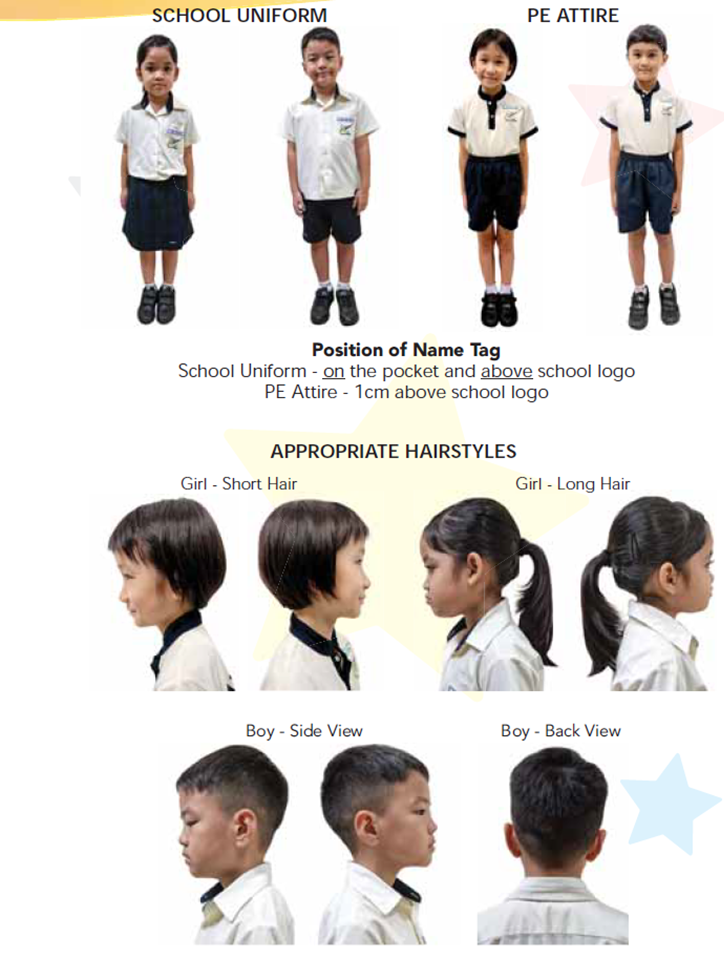 SCHOOL UNIFORM
PE ATTIRE
Position of Name Tag
School Uniform - on the pocket and above school logo
PE Attire - 1cm above school logo
APPROPRIATE HAIRSTYLES
Girl - Short Hair
Girl - Long Hair
Boy - Side View
Boy - Back View